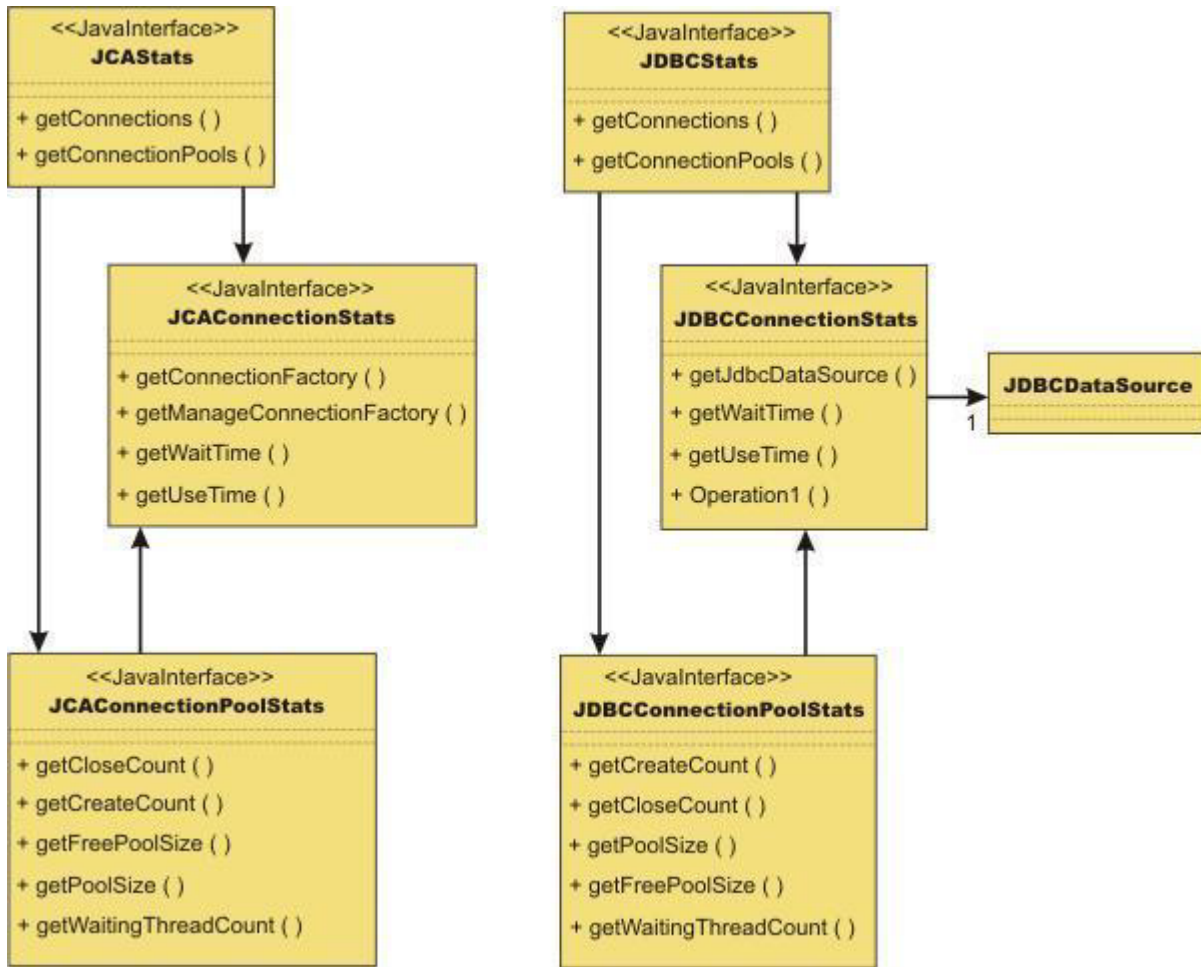 <<JavaInterface>>
JCAStats
+ getConnections ( )
+ getConnectionPools ( )
<<JavaInterface>>
JDBCStats
+ getConnections ( )
+ getConnectionPools ( )
<<JavaInterface>>
JCAConnectionStats
+ getConnectionFactory ( )
+ getManageConnectionFactory ( )
+ getWaitTime ( )
+ getUseTime ( )
<<JavaInterface>>
JDBCConnectionStats
+ getJdbcDataSource ( )
+ getWaitTime ( )
+ getUseTime ( )
+ Operation1 ( )
1
JDBCDataSource
<<JavaInterface>>
JCAConnectionPoolStats
+ getCloseCount ( )
+ getCreateCount ( )
+ getFreePoolSize ( )
+ getPoolSize ( )
+ getWaitingThreadCount ( )
<<JavaInterface>>
JDBCConnectionPoolStats
+ getCreateCount ( )
+ getCloseCount ( )
+ getPoolSize ( )
+ getFreePoolSize ( )
+ getWaitingThreadCount ( )